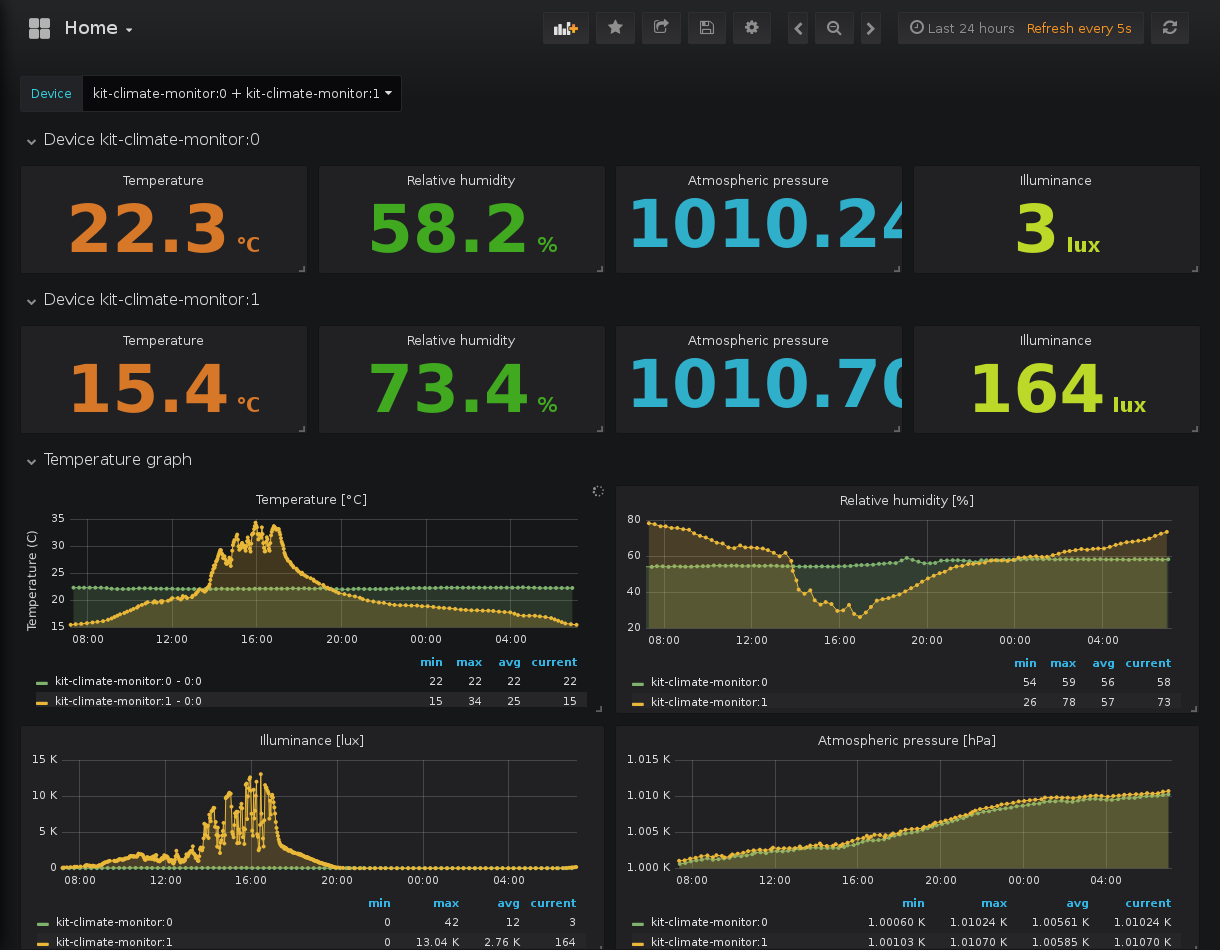 Home
Last 24 hours Refresh every 5s
Device kit-climate-monitor:0 + kit-climate-monitor:1
Device kit-climate-monitor:0
Temperature Relative humidity Atmospheric pressure Illuminance
22.3 °C 58.2 % 1010.24 3 lux
Device kit-climate-monitor:1
Temperature Relative humidity Atmospheric pressure Illuminance
15.4 °C 73.4 % 1010.70 164 lux
Temperature graph
Temperature [°C]
Temperature (C)
35
30
25
20
15
08:00 12:00 16:00 20:00 00:00 04:00
min max avg current
kit-climate-monitor:0 - 0:0 22 22 22 22
kit-climate-monitor:1 - 0:0 15 34 25 15
Relative humidity [%]
80
60
40
20
08:00 12:00 16:00 20:00 00:00 04:00
min max avg current
kit-climate-monitor:0 54 59 56 58
kit-climate-monitor:1 26 78 57 73
Illuminance [lux]
15 K
10 K
5 K
0
08:00 12:00 16:00 20:00 00:00 04:00
min max avg current
kit-climate-monitor:0 0 42 12 3
kit-climate-monitor:1 0 13.04 K 2.76 K 164
Atmospheric pressure [hPa]
1.015 K
1.010 K
1.005 K
1.000 K
08:00 12:00 16:00 20:00 00:00 04:00
min max avg current
kit-climate-monitor:0 1.00060 K 1.01024 K 1.00561 K 1.01024 K
kit-climate-monitor:1 1.00103 K 1.01070 K 1.00585 K 1.01070 K